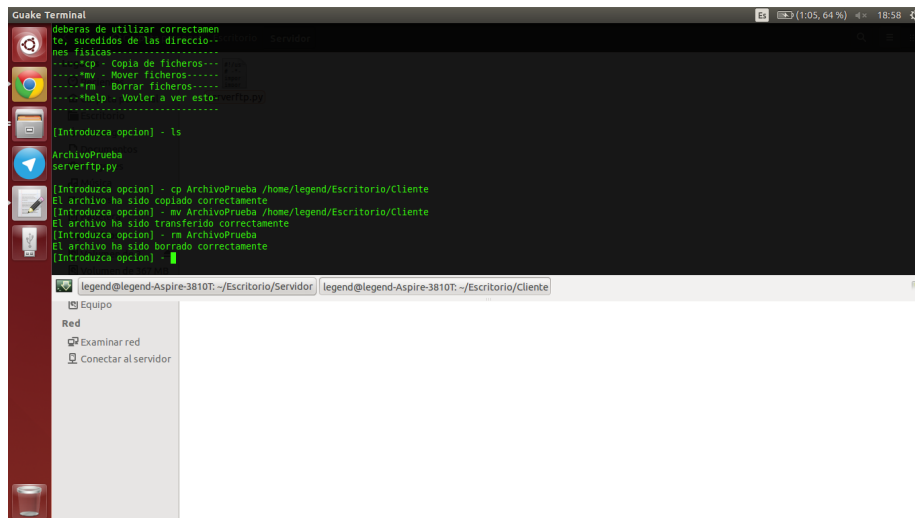 Guake Terminal
Es (1:05, 64 %) 18:58
deberas de utilizar correctamen
te, sucedidos de las direccio--
nes fisicas---------------------
-----*cp - Copia de ficheros---
-----*mv - Mover ficheros------
-----*rm - Borrar ficheros-----
-----*help - Vovler a ver esto-
-------------------------------
[Introduzca opcion] - ls
ArchivoPrueba
serverftp.py
[Introduzca opcion] - cp ArchivoPrueba /home/legend/Escritorio/Cliente
El archivo ha sido copiado correctamente
[Introduzca opcion] - mv ArchivoPrueba /home/legend/Escritorio/Cliente
El archivo ha sido transferido correctamente
[Introduzca opcion] - rm ArchivoPrueba
El archivo ha sido borrado correctamente
[Introduzca opcion] -
Escritorio Servidor
serverftp.py
Escritorio
legend@legend-Aspire-3810T: ~/Escritorio/Servidor legend@legend-Aspire-3810T: ~/Escritorio/Cliente
Equipo
Red
Examinar red
Conectar al servidor